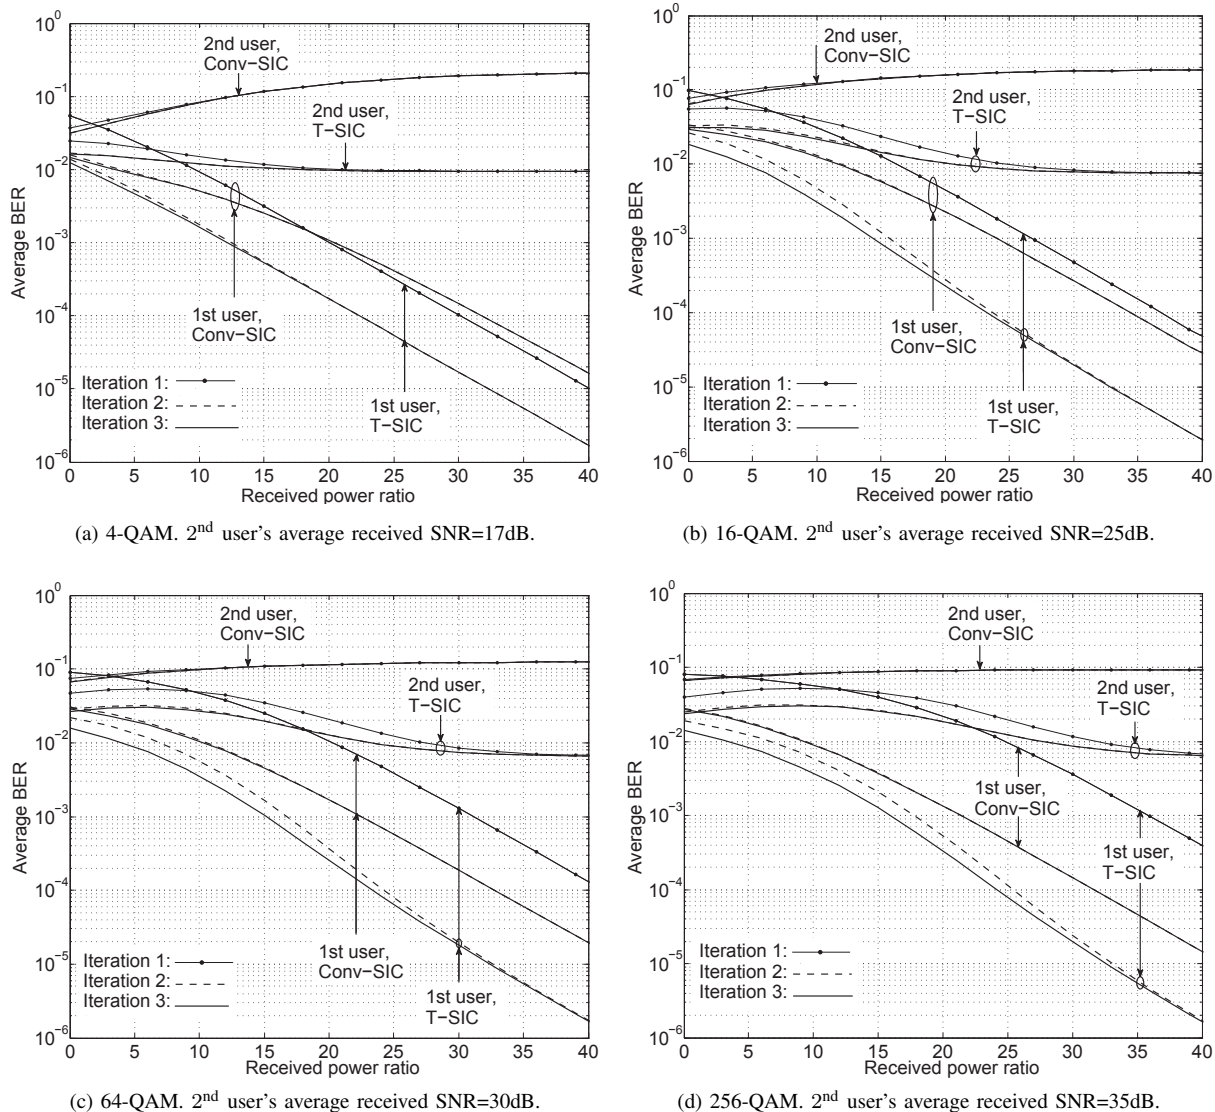 10^0
10^-1
10^-2
10^-3
10^-4
10^-5
10^-6
Average BER
2nd user,
Conv-SIC
2nd user,
T-SIC
1st user,
Conv-SIC
1st user,
T-SIC
Iteration 1:
Iteration 2:
Iteration 3:
0 5 10 15 20 25 30 35 40
Received power ratio
(a) 4-QAM. 2nd user's average received SNR=17dB.
10^0
10^-1
10^-2
10^-3
10^-4
10^-5
10^-6
Average BER
2nd user,
Conv-SIC
2nd user,
T-SIC
1st user,
Conv-SIC
1st user,
T-SIC
Iteration 1:
Iteration 2:
Iteration 3:
0 5 10 15 20 25 30 35 40
Received power ratio
(b) 16-QAM. 2nd user's average received SNR=25dB.
10^0
10^-1
10^-2
10^-3
10^-4
10^-5
10^-6
Average BER
2nd user,
Conv-SIC
2nd user,
T-SIC
1st user,
Conv-SIC
1st user,
T-SIC
Iteration 1:
Iteration 2:
Iteration 3:
0 5 10 15 20 25 30 35 40
Received power ratio
(c) 64-QAM. 2nd user's average received SNR=30dB.
10^0
10^-1
10^-2
10^-3
10^-4
10^-5
10^-6
Average BER
2nd user,
Conv-SIC
2nd user,
T-SIC
1st user,
Conv-SIC
1st user,
T-SIC
Iteration 1:
Iteration 2:
Iteration 3:
0 5 10 15 20 25 30 35 40
Received power ratio
(d) 256-QAM. 2nd user's average received SNR=35dB.